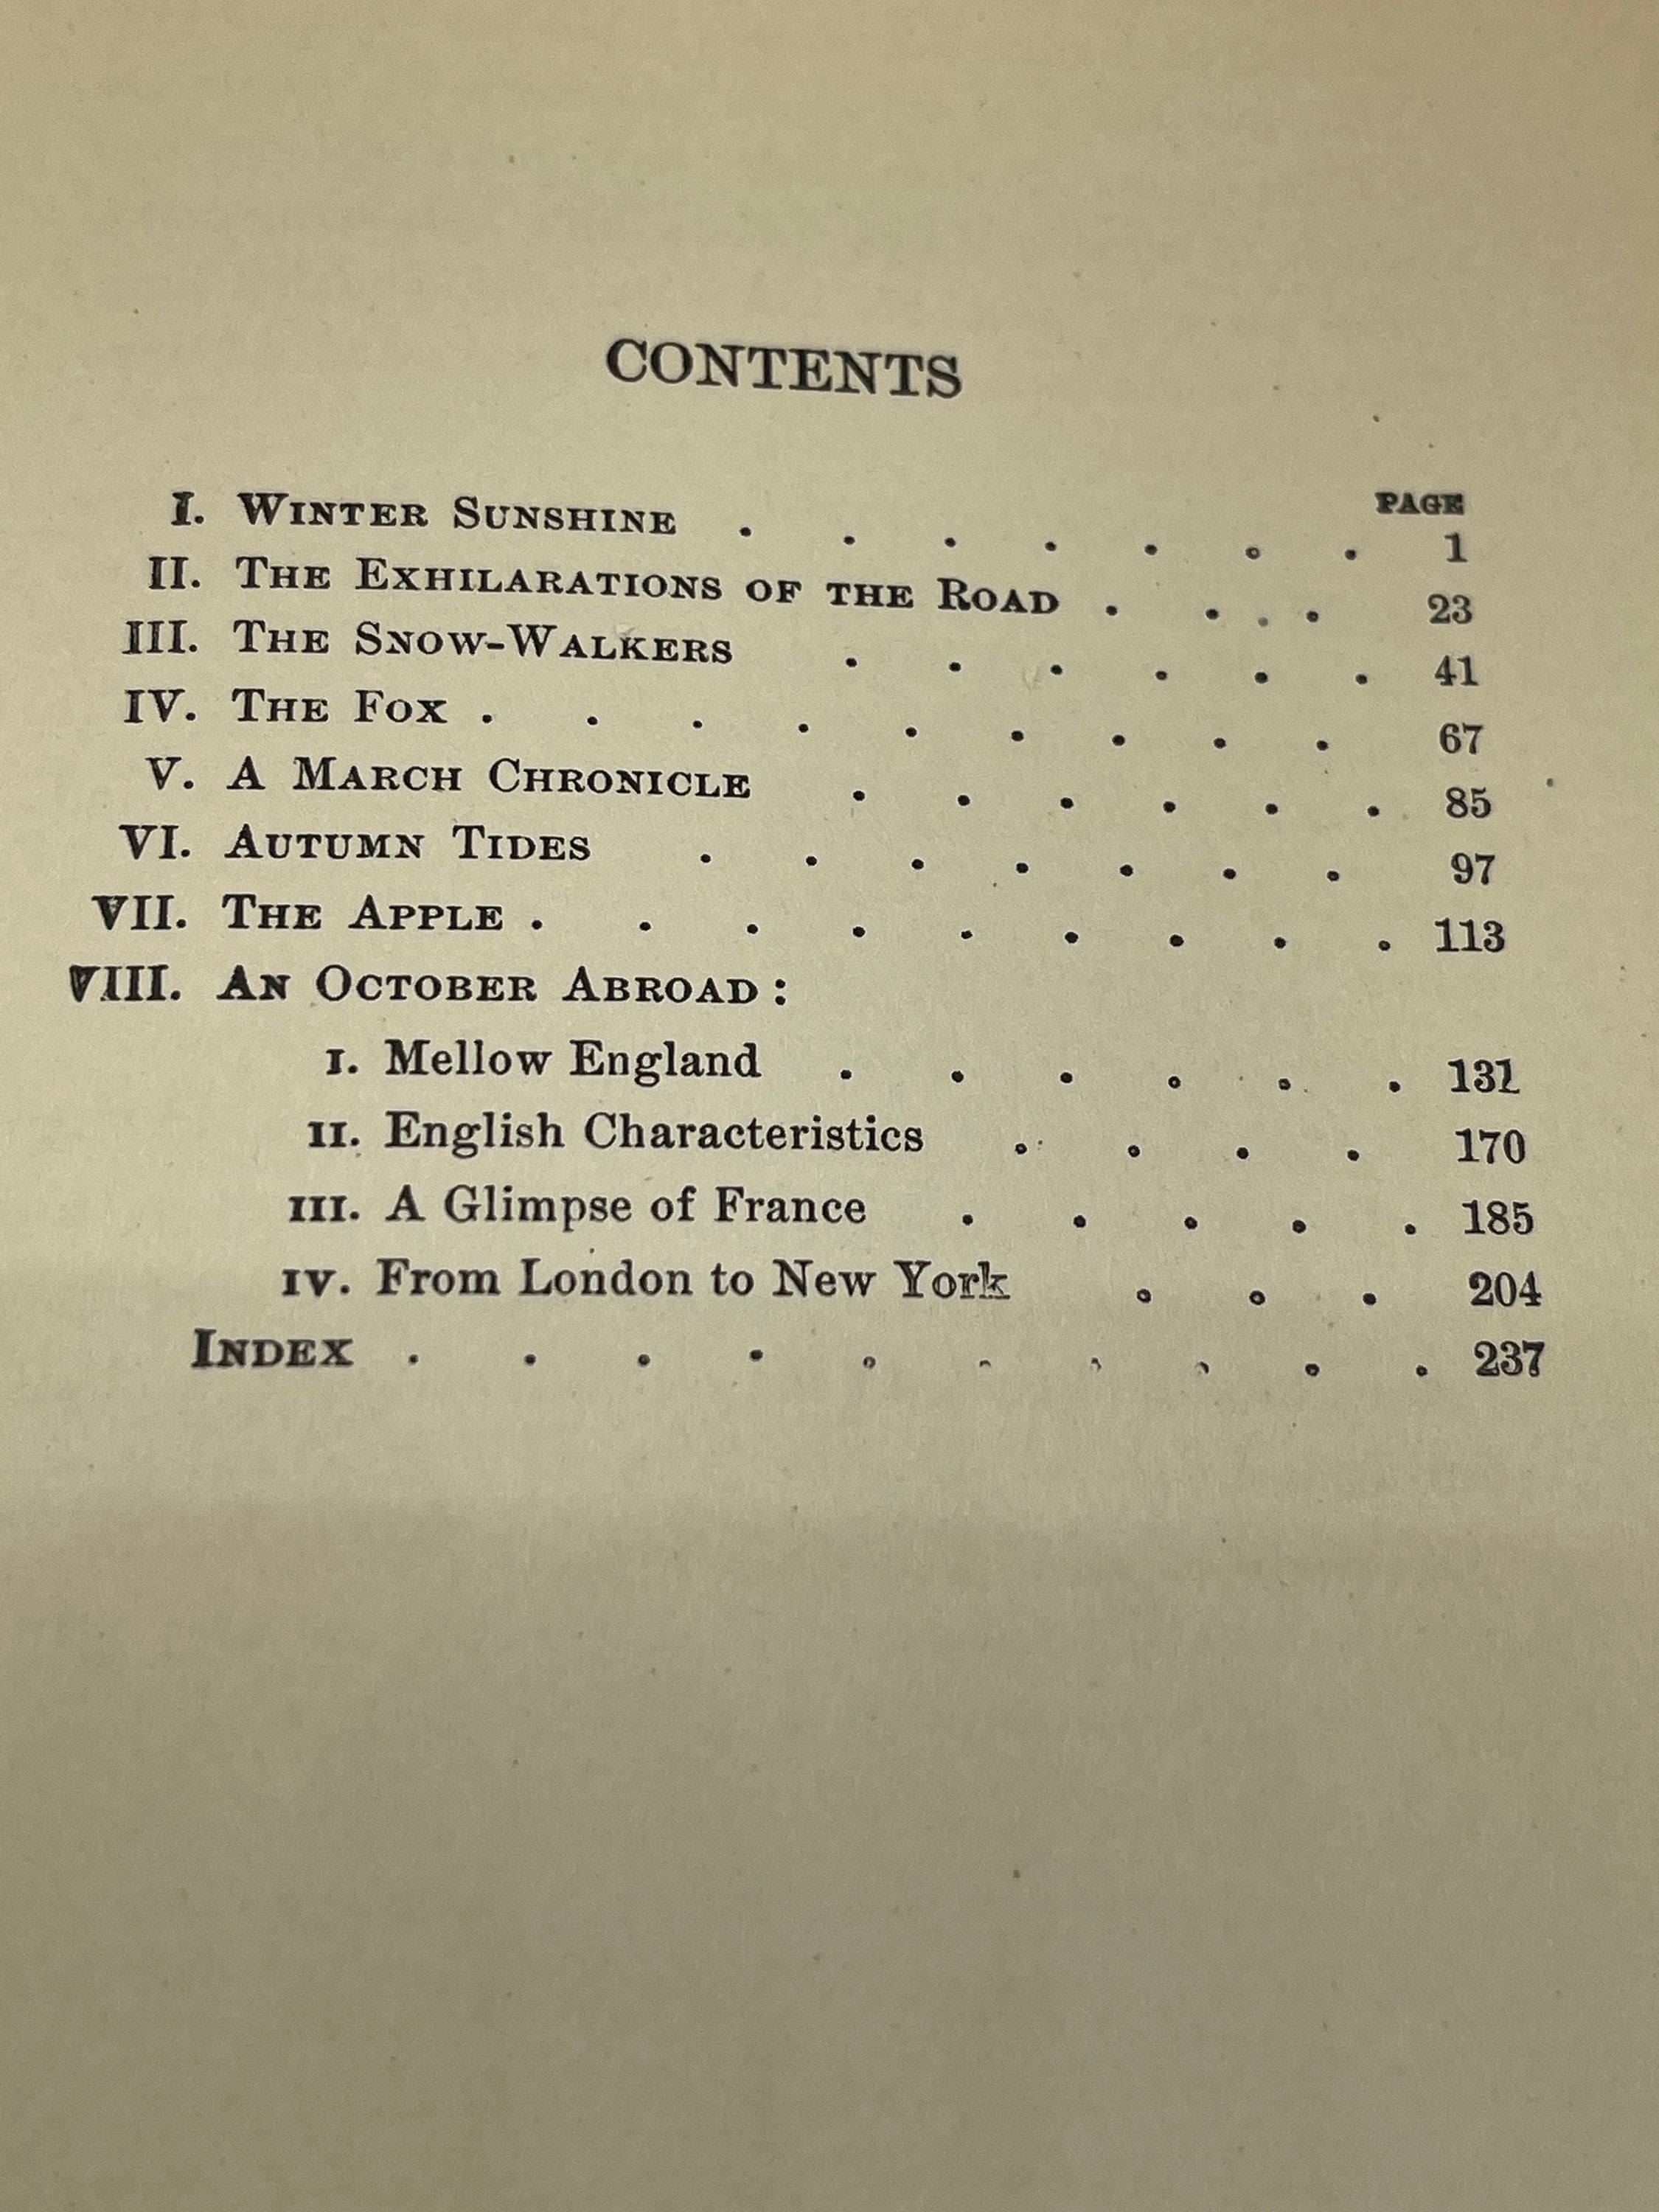 CONTENTS
PAGE
I. WINTER SUNSHINE . . . . . . . 1
II. THE EXHILARATIONS OF THE ROAD . . . 23
III. THE SNOW-WALKERS . . . . . . 41
IV. THE FOX . . . . . . . . . 67
V. A MARCH CHRONICLE . . . . . . 85
VI. AUTUMN TIDES . . . . . . . 97
VII. THE APPLE . . . . . . . . . 113
VIII. AN OCTOBER ABROAD:
I. Mellow England . . . . . . 131
II. English Characteristics . . . . 170
III. A Glimpse of France . . . . . 185
IV. From London to New York . . . 204
INDEX . . . . . . . . . . 237